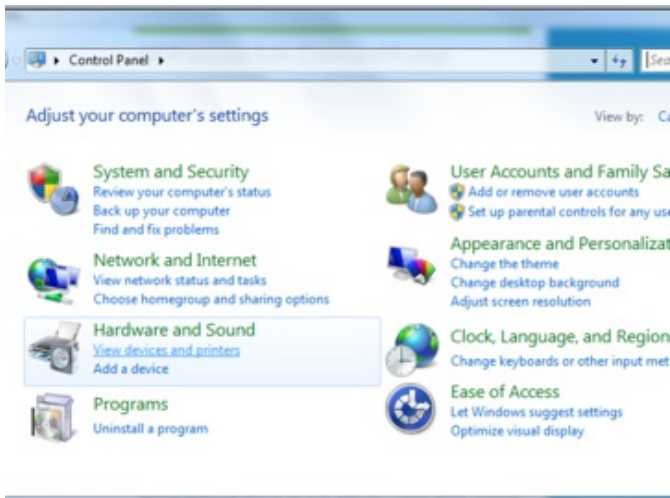 Control Panel
Adjust your computer's settings
View by:
System and Security
Review your computer's status
Back up your computer
Find and fix problems
Network and Internet
View network status and tasks
Choose homegroup and sharing options
Hardware and Sound
View devices and printers
Add a device
Programs
Uninstall a program
User Accounts and Family Sa
Add or remove user accounts
Set up parental controls for any use
Appearance and Personalizat
Change the theme
Change desktop background
Adjust screen resolution
Clock, Language, and Region
Change keyboards or other input met
Ease of Access
Let Windows suggest settings
Optimize visual display